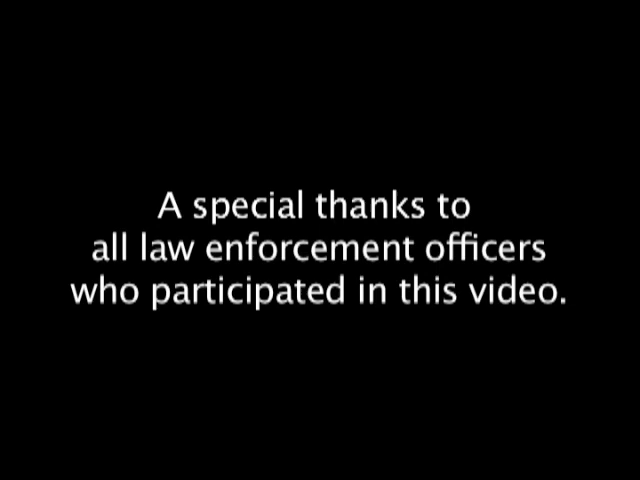 A special thanks to
all law enforcement officers
who participated in this video.